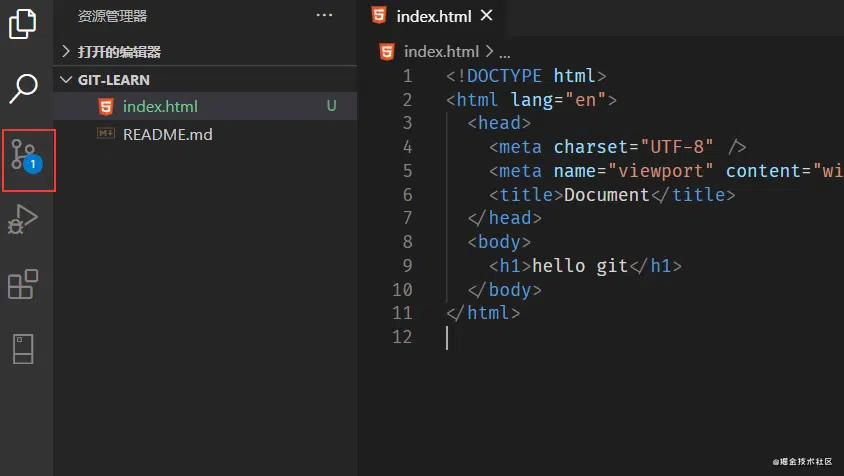 资源管理器 ···
打开的编辑器
GIT-LEARN
index.html U
README.md
1
index.html
index.html > ...
1 <!DOCTYPE html>
2 <html lang="en">
3 <head>
4 <meta charset="UTF-8" />
5 <meta name="viewport" content="wi
6 <title>Document</title>
7 </head>
8 <body>
9 <h1>hello git</h1>
10 </body>
11 </html>
12
@掘金技术社区